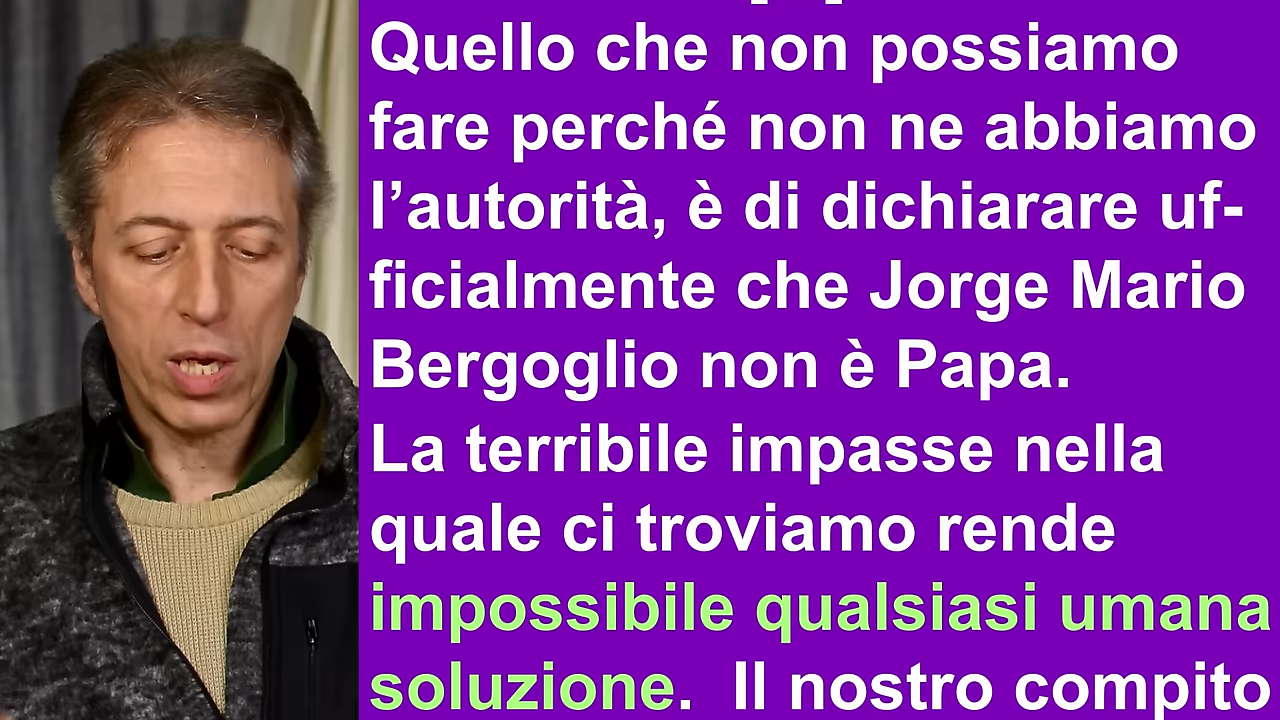 Quello che non possiamo
fare perché non ne abbiamo
l’autorità, è di dichiarare uf-
ficialmente che Jorge Mario
Bergoglio non è Papa.
La terribile impasse nella
quale ci troviamo rende
impossibile qualsiasi umana
soluzione.  Il nostro compito